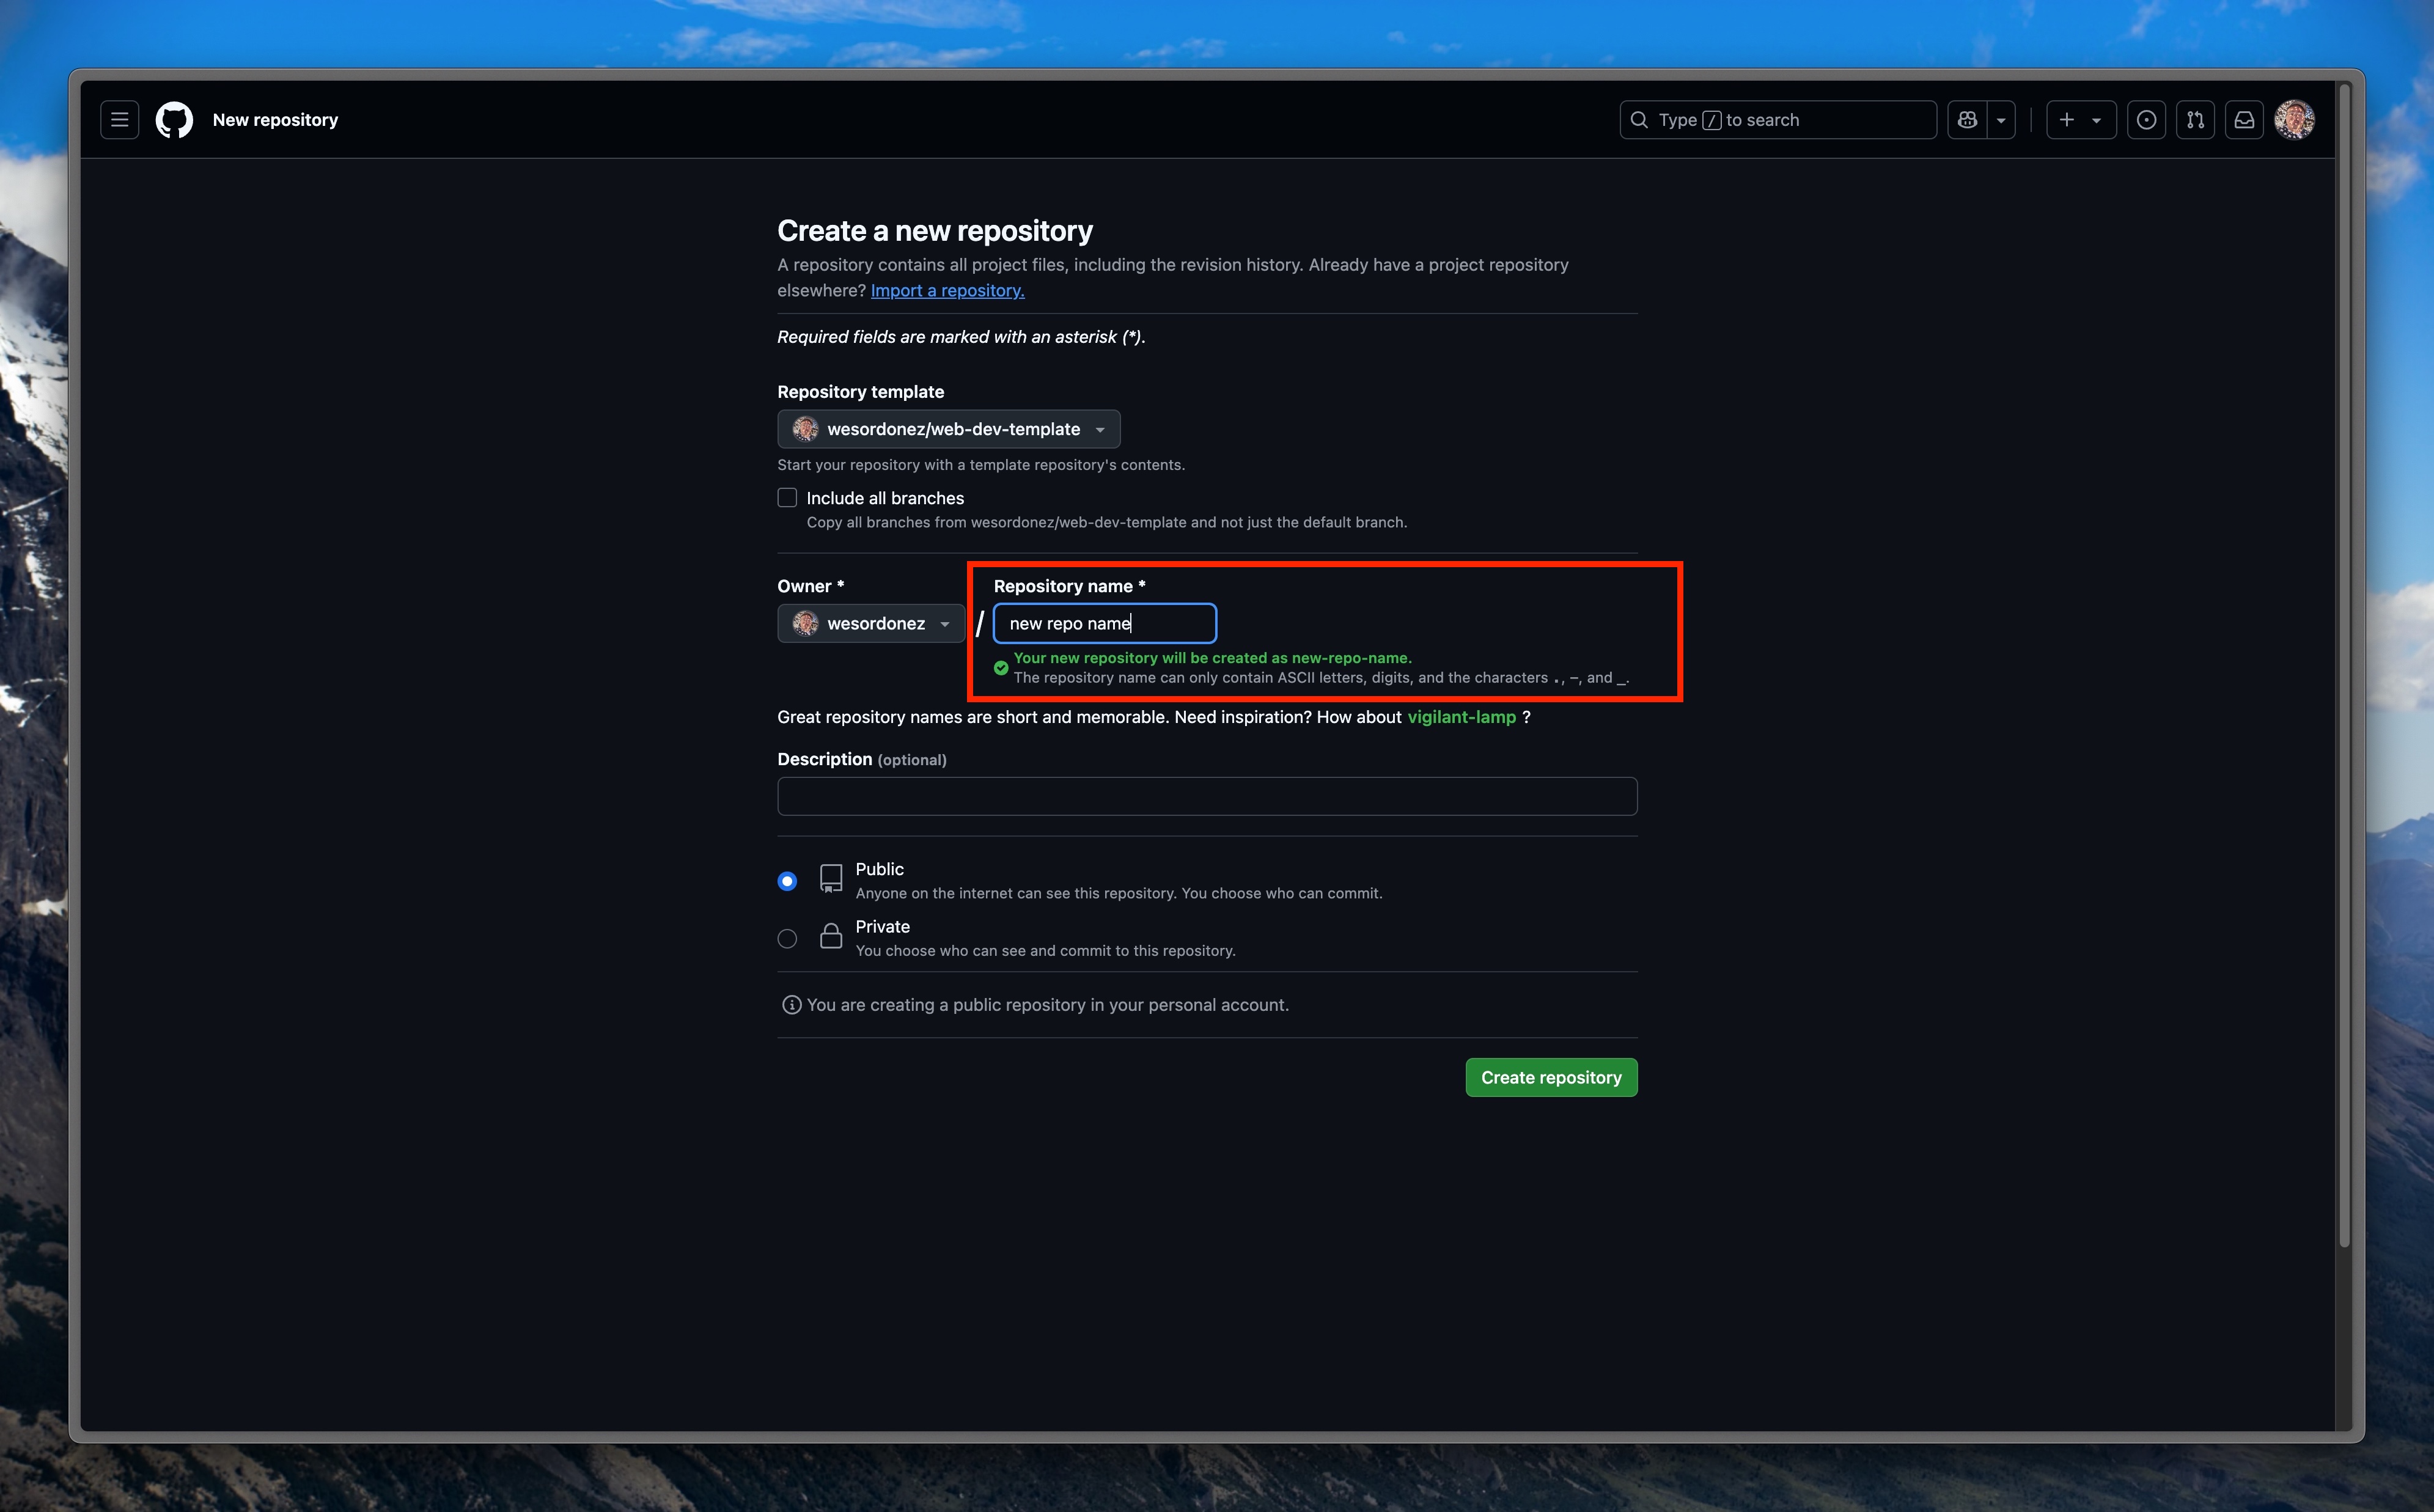 New repository
Type / to search
Create a new repository
A repository contains all project files, including the revision history. Already have a project repository
elsewhere? Import a repository.
Required fields are marked with an asterisk (*).
Repository template
wesordonez/web-dev-template
Start your repository with a template repository's contents.
Include all branches
Copy all branches from wesordonez/web-dev-template and not just the default branch.
Owner * Repository name *
wesordonez / new repo name
Your new repository will be created as new-repo-name.
The repository name can only contain ASCII letters, digits, and the characters ., -, and _.
Great repository names are short and memorable. Need inspiration? How about vigilant-lamp ?
Description (optional)
Public
Anyone on the internet can see this repository. You choose who can commit.
Private
You choose who can see and commit to this repository.
You are creating a public repository in your personal account.
Create repository